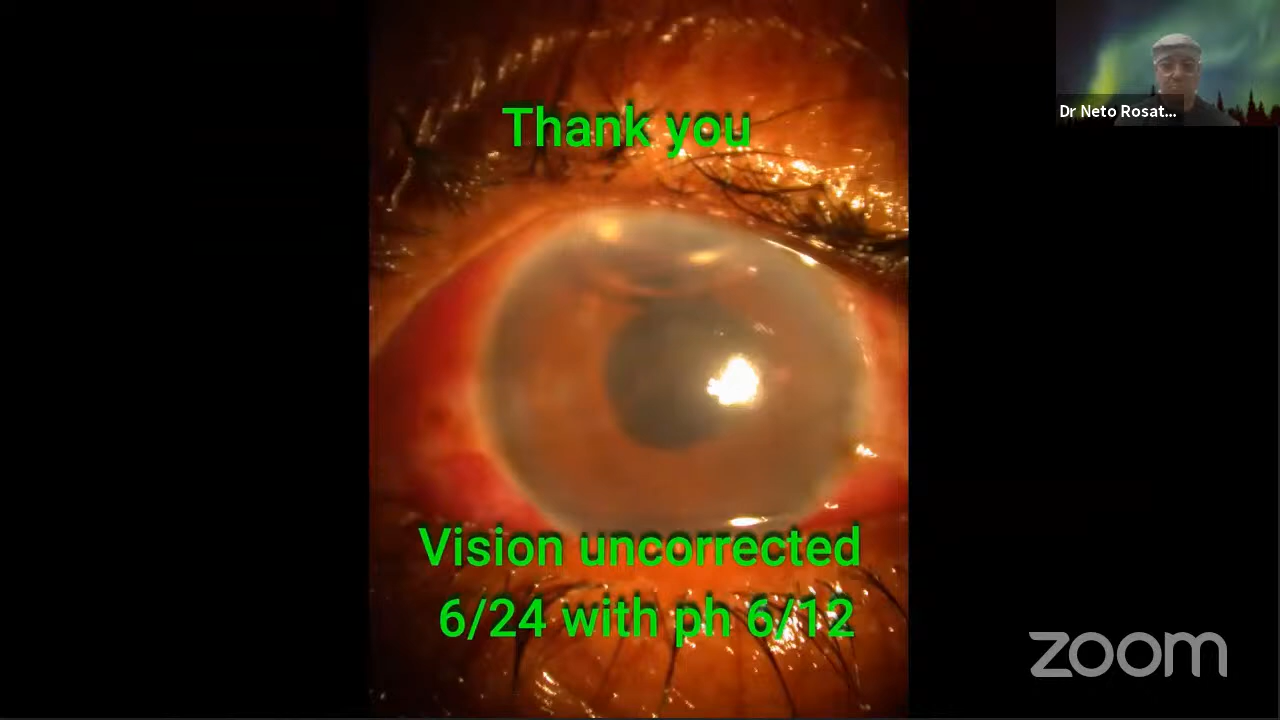 Thank you
Dr Neto Rosat...
Vision uncorrected
6/24 with ph 6/12
zoom